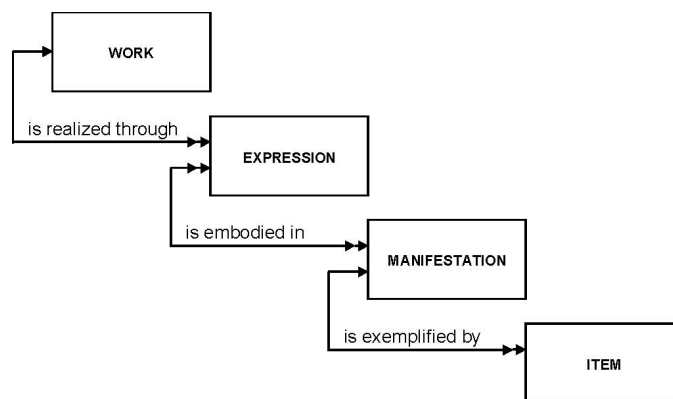 WORK
is realized through
EXPRESSION
is embodied in
MANIFESTATION
is exemplified by
ITEM